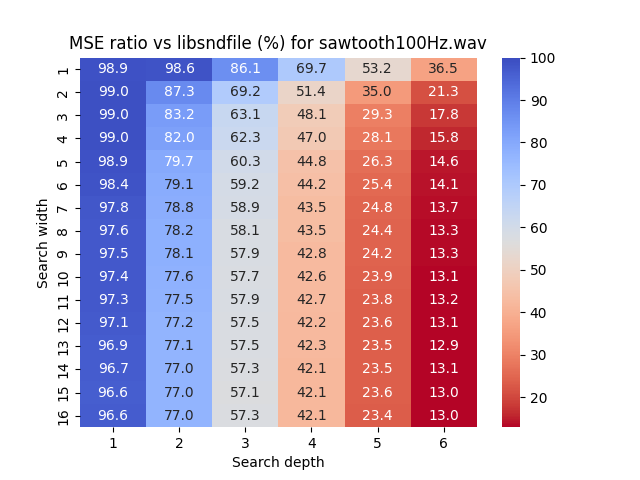 MSE ratio vs libsndfile (%) for sawtooth100Hz.wav
1 98.9 98.6 86.1 69.7 53.2 36.5
2 99.0 87.3 69.2 51.4 35.0 21.3
3 99.0 83.2 63.1 48.1 29.3 17.8
4 99.0 82.0 62.3 47.0 28.1 15.8
5 98.9 79.7 60.3 44.8 26.3 14.6
6 98.4 79.1 59.2 44.2 25.4 14.1
7 97.8 78.8 58.9 43.5 24.8 13.7
8 97.6 78.2 58.1 43.5 24.4 13.3
9 97.5 78.1 57.9 42.8 24.2 13.3
10 97.4 77.6 57.7 42.6 23.9 13.1
11 97.3 77.5 57.9 42.7 23.8 13.2
12 97.1 77.2 57.5 42.2 23.6 13.1
13 96.9 77.1 57.5 42.3 23.5 12.9
14 96.7 77.0 57.3 42.1 23.5 13.1
15 96.6 77.0 57.1 42.1 23.6 13.0
16 96.6 77.0 57.3 42.1 23.4 13.0
1 2 3 4 5 6
Search depth
Search width
100
90
80
70
60
50
40
30
20